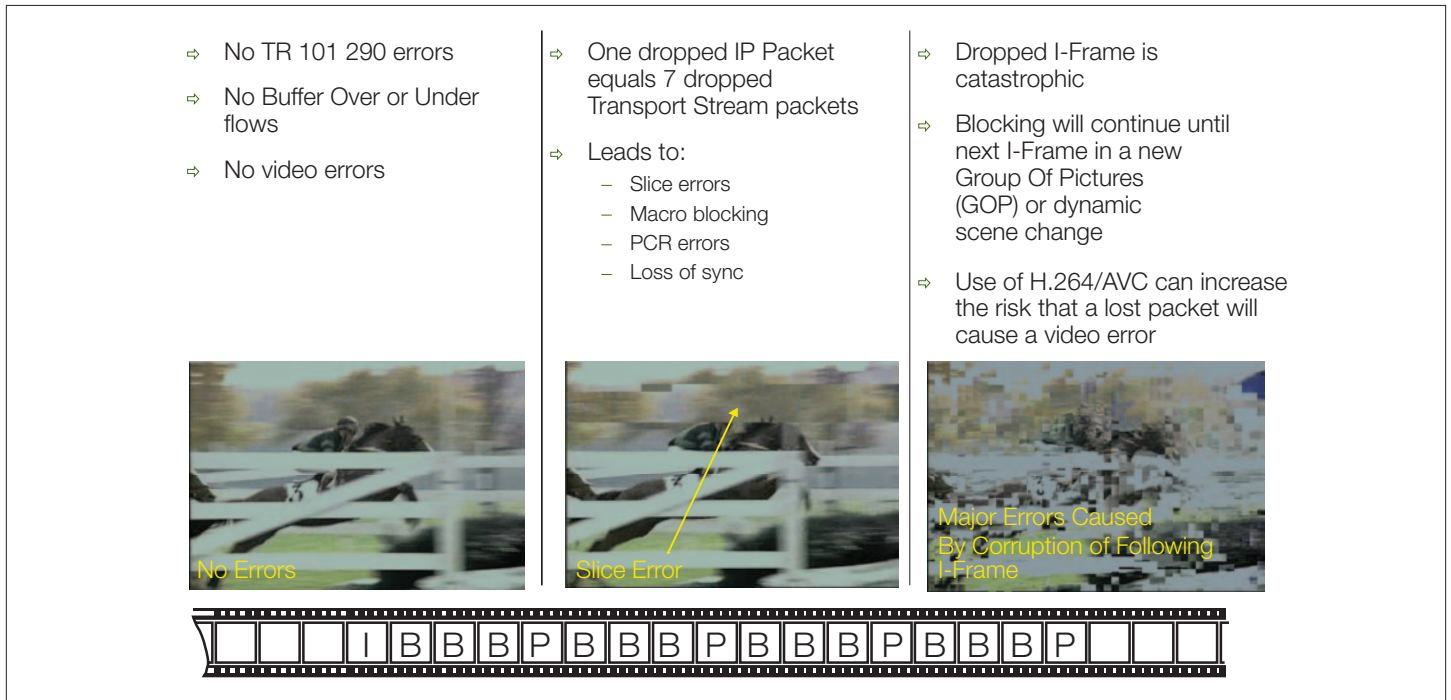 ⇨ No TR 101 290 errors
⇨ No Buffer Over or Under
flows
⇨ No video errors
⇨ One dropped IP Packet
equals 7 dropped
Transport Stream packets
⇨ Leads to:
– Slice errors
– Macro blocking
– PCR errors
– Loss of sync
⇨ Dropped I-Frame is
catastrophic
⇨ Blocking will continue until
next I-Frame in a new
Group Of Pictures
(GOP) or dynamic
scene change
⇨ Use of H.264/AVC can increase
the risk that a lost packet will
cause a video error
No Errors
Slice Error
Major Errors Caused
By Corruption of Following
I-Frame
I B B B P B B B P B B B P B B B P